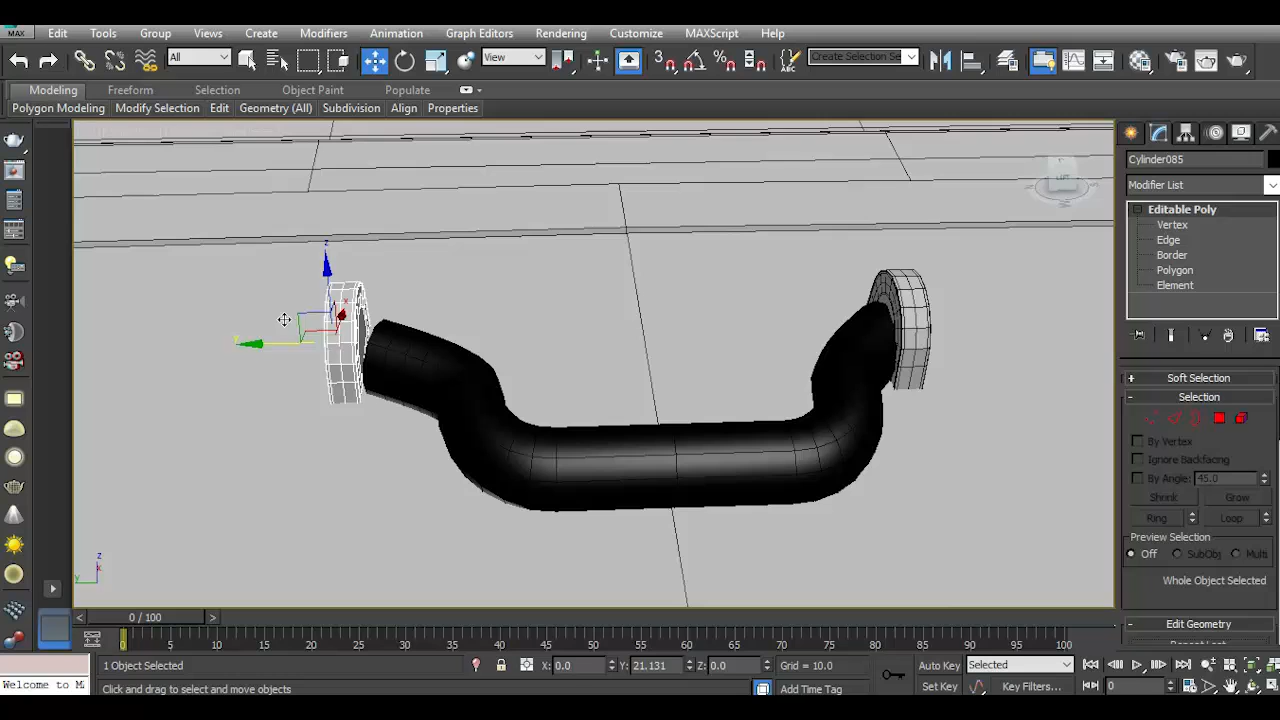 MAX Edit Tools Group Views Create Modifiers Animation Graph Editors Rendering Customize MAXScript Help
All View 3 Create Selection Se
Modeling Freeform Selection Object Paint Populate
Polygon Modeling Modify Selection Edit Geometry (All) Subdivision Align Properties
Cylinder085
Modifier List
Editable Poly
Vertex
Edge
Border
Polygon
Element
LEFT
z
x
y
Soft Selection
Selection
By Vertex
Ignore Backfacing
By Angle: 45.0
Shrink Grow
Ring Loop
Preview Selection
Off SubObj Multi
Whole Object Selected
z
x
y
Edit Geometry
< 0 / 100 >
0 5 10 15 20 25 30 35 40 45 50 55 60 65 70 75 80 85 90 95 100
1 Object Selected X: 0.0 Y: 21.131 Z: 0.0 Grid = 10.0 Auto Key Selected
Welcome to M Click and drag to select and move objects Add Time Tag Set Key Key Filters... 0